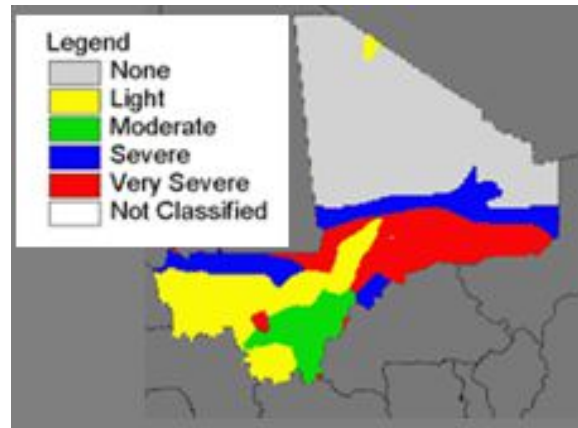 Legend
None
Light
Moderate
Severe
Very Severe
Not Classified